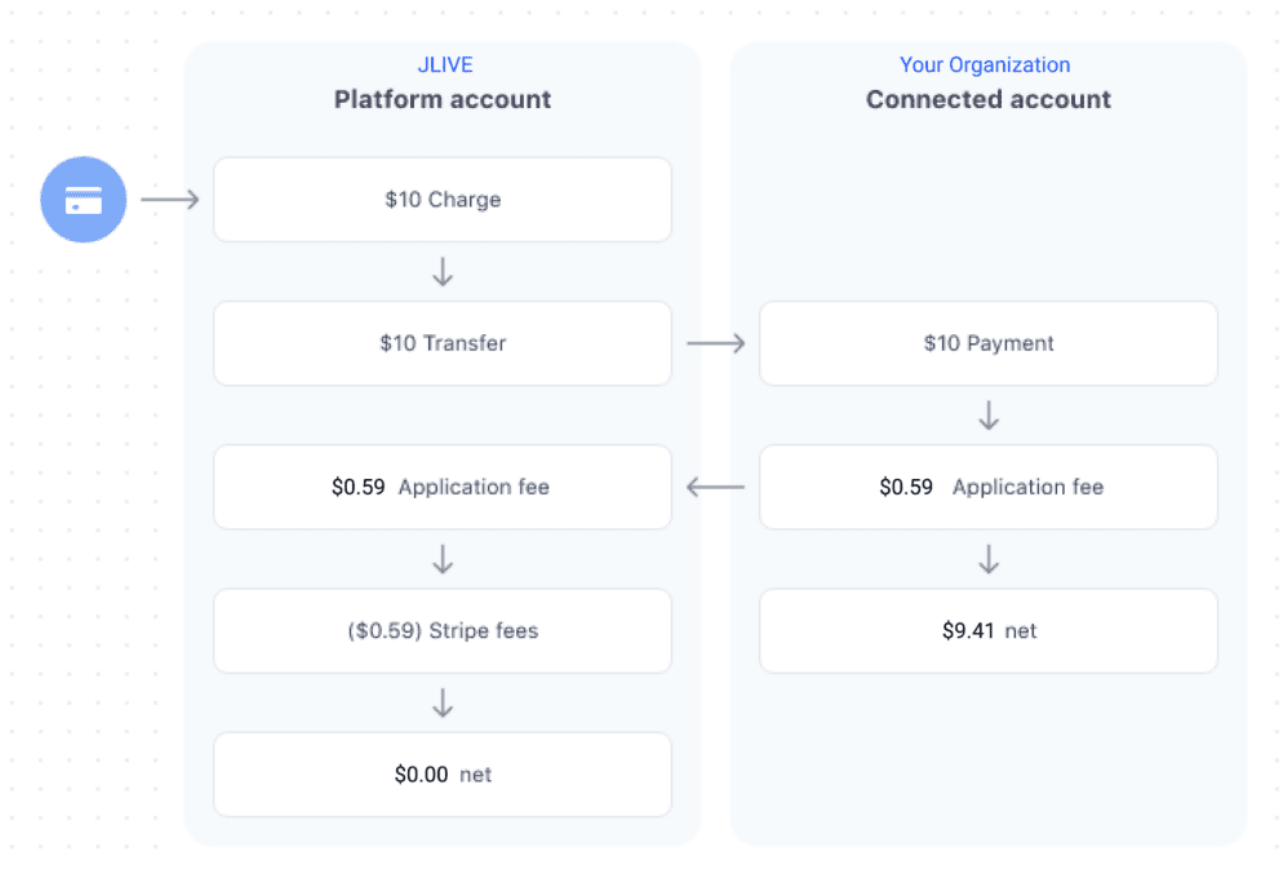 JLIVE
Platform account
$10 Charge
$10 Transfer
$0.59 Application fee
($0.59) Stripe fees
$0.00 net
Your Organization
Connected account
$10 Payment
$0.59 Application fee
$9.41 net